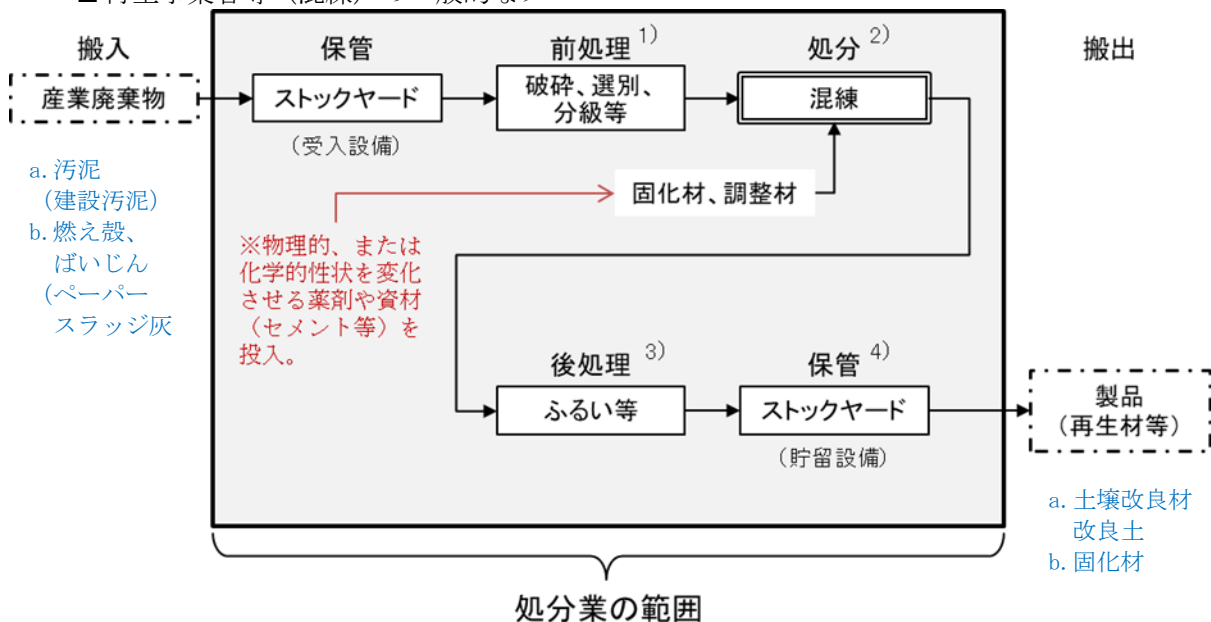 搬入
保管
前処理 1)
処分 2)
搬出
産業廃棄物
ストックヤード
破砕、選別、
分級等
混練
(受入設備)
a. 汚泥
(建設汚泥)
b. 燃え殻、
ばいじん
(ペーパー
スラッジ灰
固化材、調整材
※物理的、または
化学的性状を変化
させる薬剤や資材
(セメント等)を
投入。
後処理 3)
保管 4)
ふるい等
ストックヤード
(貯留設備)
製品
(再生材等)
a. 土壌改良材
改良土
b. 固化材
処分業の範囲